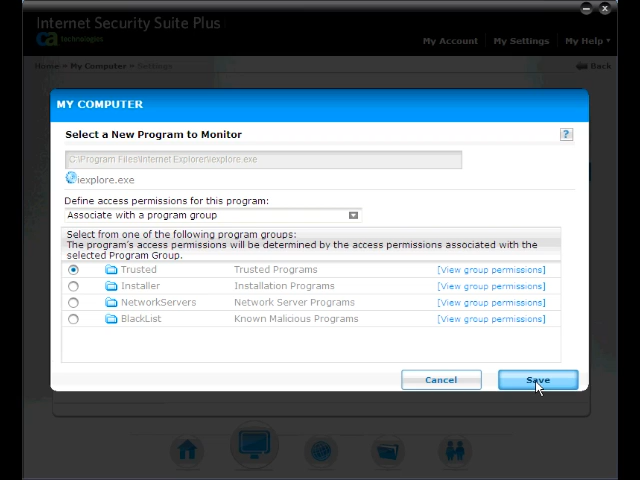 Internet Security Suite Plus
ca technologies
My Account My Settings My Help
Home > My Computer > Settings Back
MY COMPUTER
Select a New Program to Monitor ?
C:\Program Files\Internet Explorer\iexplore.exe
iexplore.exe
Define access permissions for this program:
Associate with a program group
Select from one of the following program groups:
The program's access permissions will be determined by the access permissions associated with the
selected Program Group.
Trusted Trusted Programs [View group permissions]
Installer Installation Programs [View group permissions]
NetworkServers Network Server Programs [View group permissions]
BlackList Known Malicious Programs [View group permissions]
Cancel Save